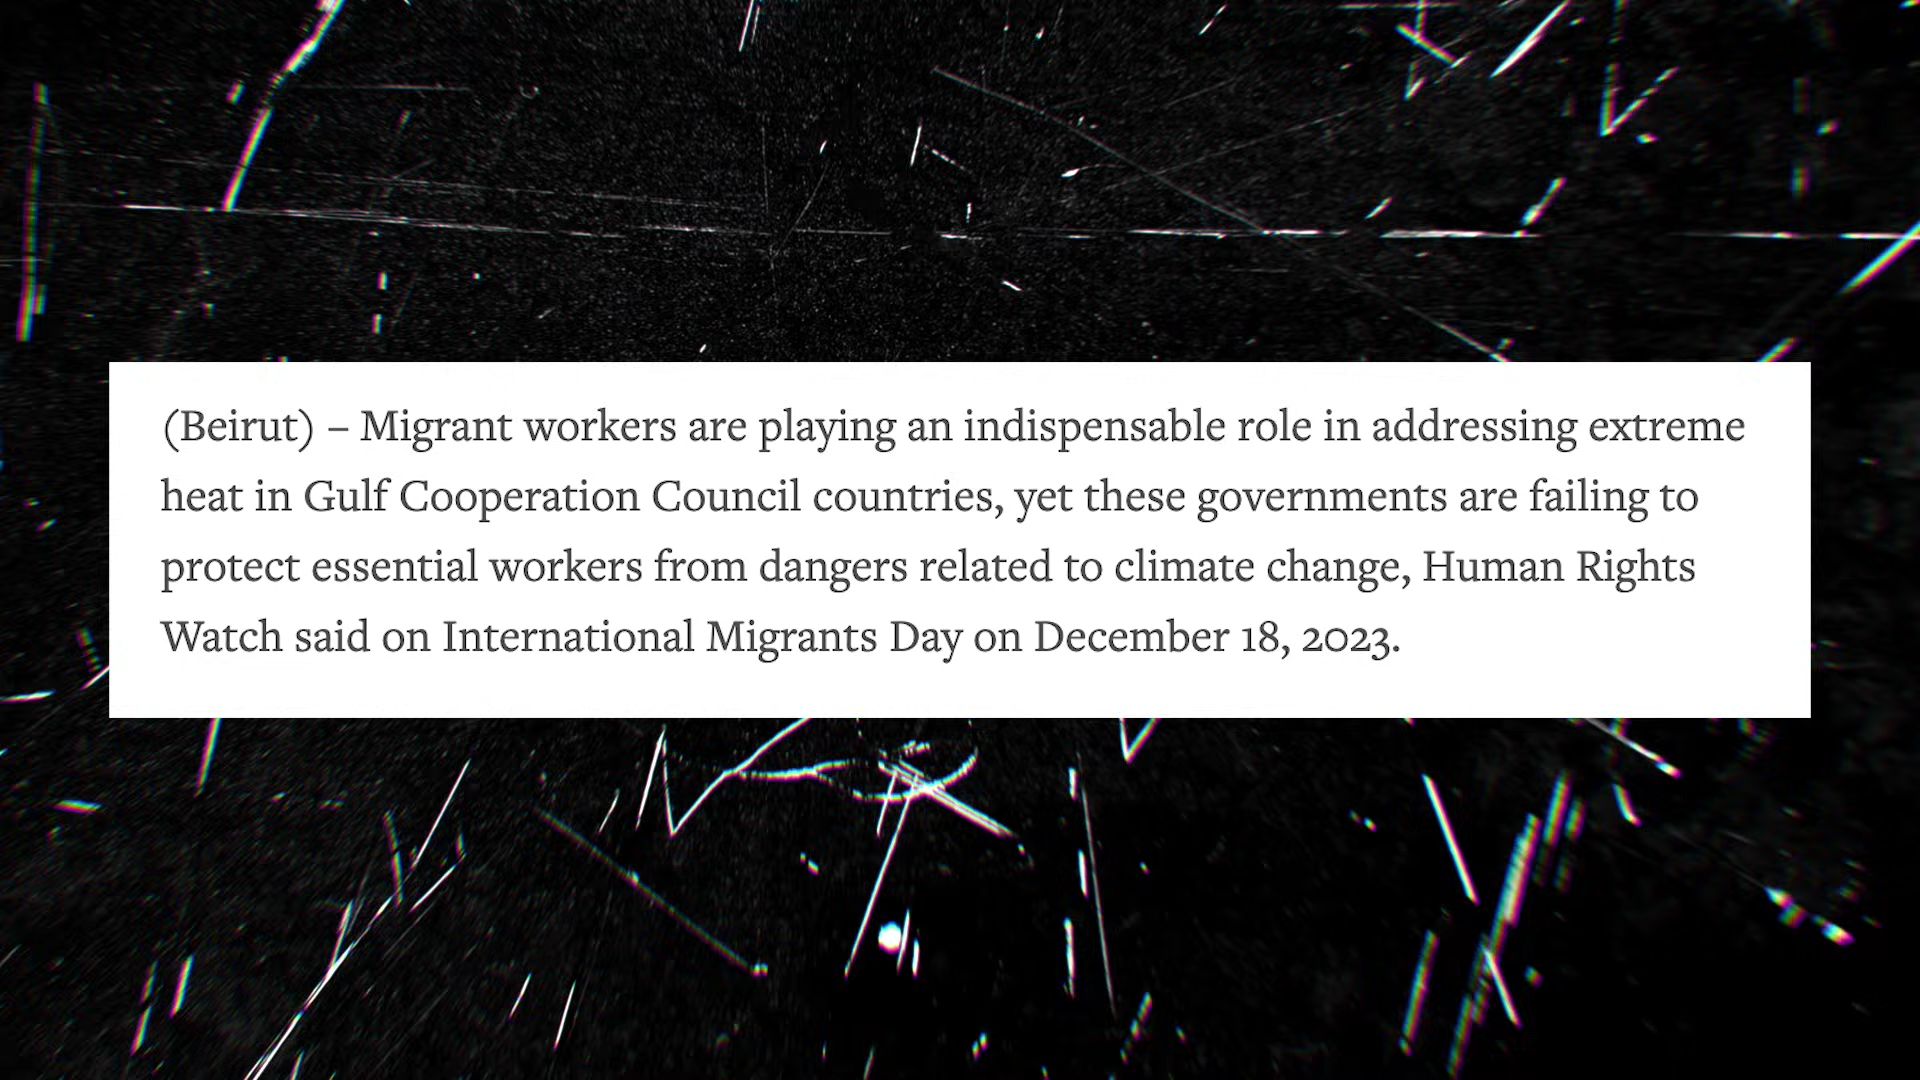 (Beirut) – Migrant workers are playing an indispensable role in addressing extreme
heat in Gulf Cooperation Council countries, yet these governments are failing to
protect essential workers from dangers related to climate change, Human Rights
Watch said on International Migrants Day on December 18, 2023.